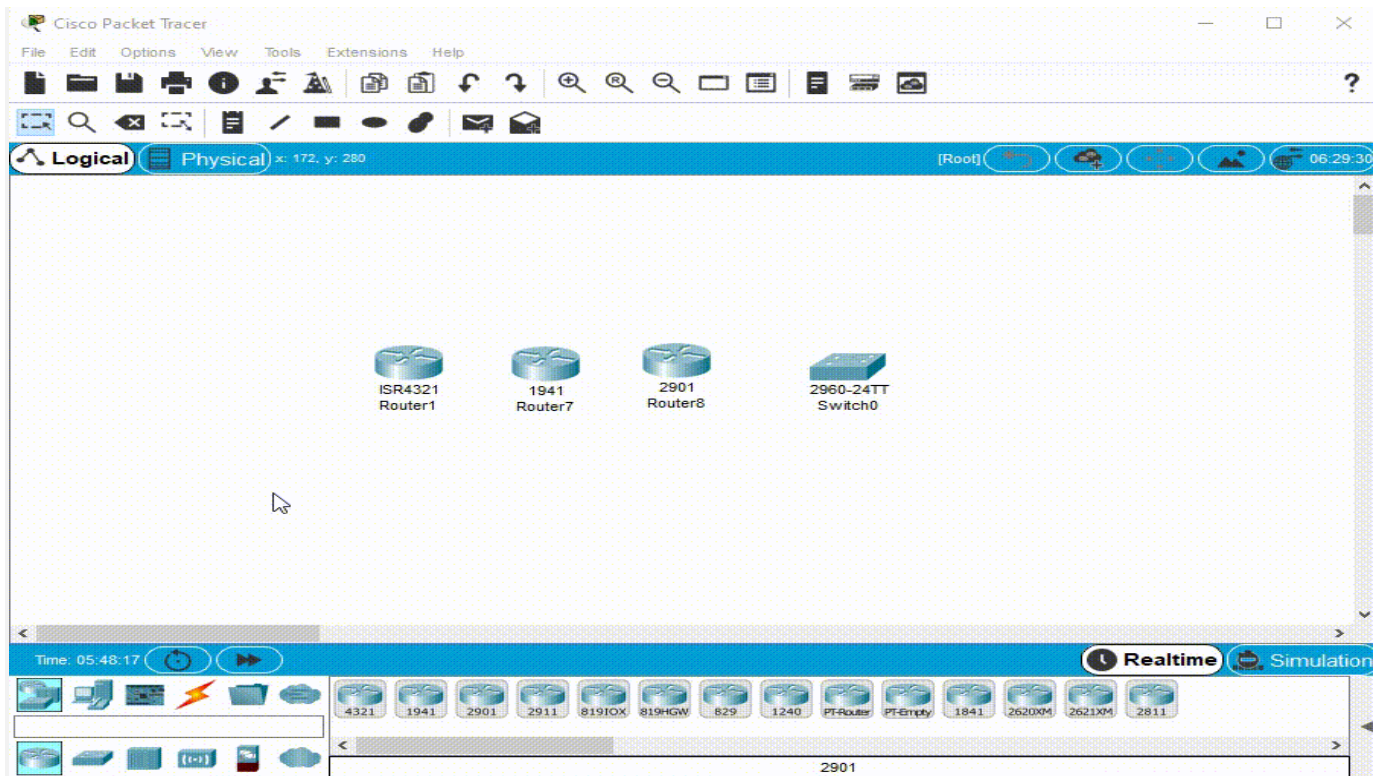 Cisco Packet Tracer
File Edit Options View Tools Extensions Help
?
Logical Physical x: 172, y: 280 [Root] 06:29:30
ISR4321 1941 2901 2960-24TT
Router1 Router7 Router8 Switch0
Time: 05:48:17 Realtime Simulation
4321 1941 2901 2911 819IOX 819HGW 829 1240 PT-Router PT-Empty 1841 2620XM 2621XM 2811
2901